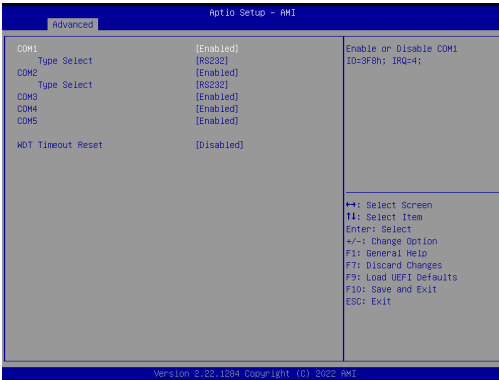 Aptio Setup – AMI
Advanced
COM1 [Enabled]
Type Select [RS232]
COM2 [Enabled]
Type Select [RS232]
COM3 [Enabled]
COM4 [Enabled]
COM5 [Enabled]
WDT Timeout Reset [Disabled]
Enable or Disable COM1
IO=3F8h; IRQ=4;
↔: Select Screen
↑↓: Select Item
Enter: Select
+/-: Change Option
F1: General Help
F7: Discard Changes
F9: Load UEFI Defaults
F10: Save and Exit
ESC: Exit
Version 2.22.1284 Copyright (C) 2022 AMI